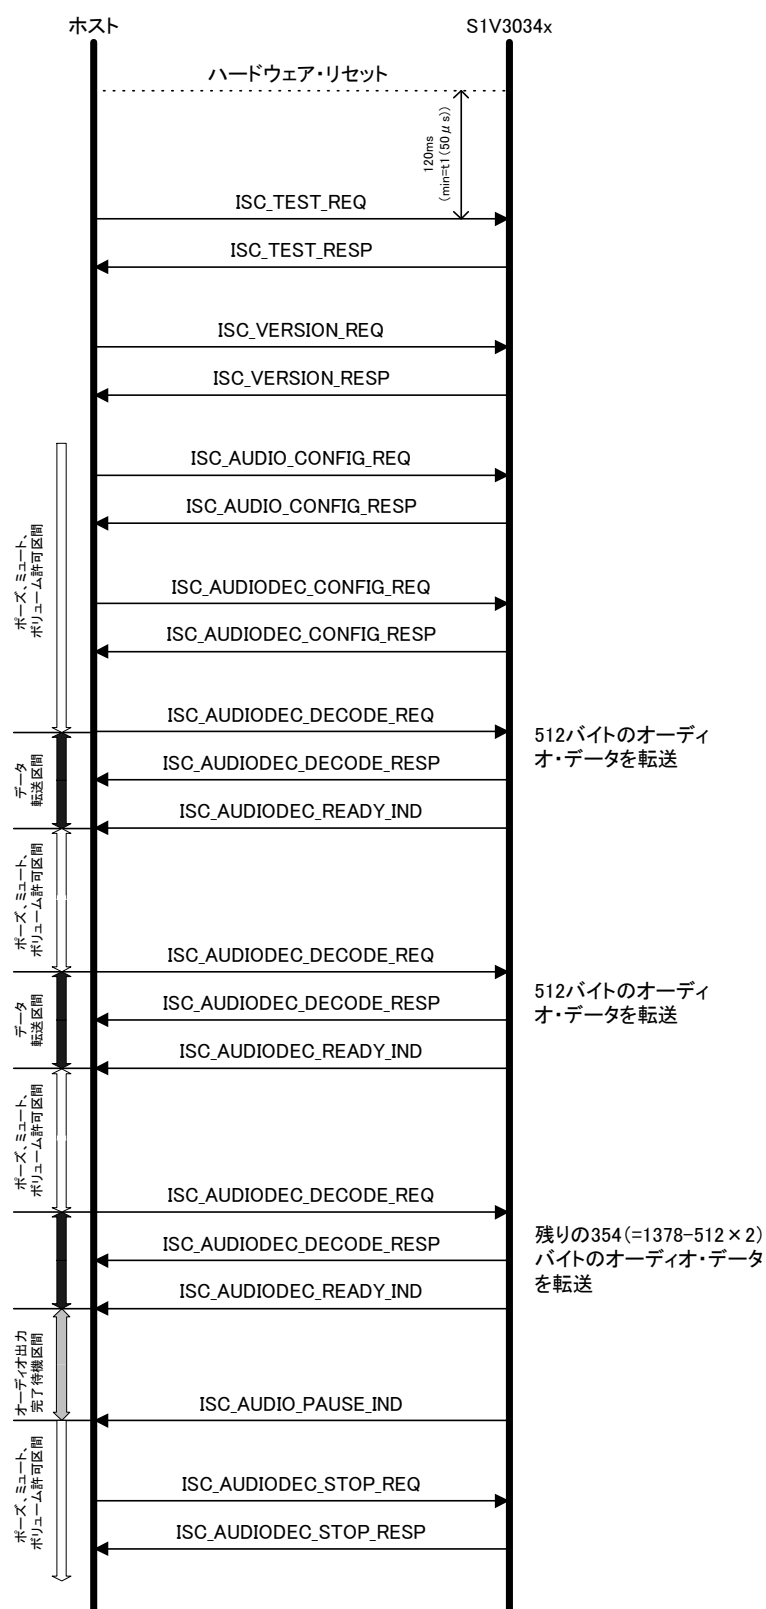 ホスト
S1V3034x
ハードウェア・リセット
120ms
(min=t1(50μs))
ISC_TEST_REQ
ISC_TEST_RESP
ISC_VERSION_REQ
ISC_VERSION_RESP
ISC_AUDIO_CONFIG_REQ
ISC_AUDIO_CONFIG_RESP
ポーズ、ミュート、
ボリューム許可区間
ISC_AUDIODEC_CONFIG_REQ
ISC_AUDIODEC_CONFIG_RESP
ISC_AUDIODEC_DECODE_REQ
512バイトのオーディ
オ・データを転送
データ
転送区間
ISC_AUDIODEC_DECODE_RESP
ISC_AUDIODEC_READY_IND
ポーズ、ミュート、
ボリューム許可区間
ISC_AUDIODEC_DECODE_REQ
512バイトのオーディ
オ・データを転送
データ
転送区間
ISC_AUDIODEC_DECODE_RESP
ISC_AUDIODEC_READY_IND
ポーズ、ミュート、
ボリューム許可区間
ISC_AUDIODEC_DECODE_REQ
残りの354(=1378-512×2)
バイトのオーディオ・データ
を転送
ISC_AUDIODEC_DECODE_RESP
ISC_AUDIODEC_READY_IND
オーディオ出力
完了待機区間
ISC_AUDIO_PAUSE_IND
ポーズ、ミュート、
ボリューム許可区間
ISC_AUDIODEC_STOP_REQ
ISC_AUDIODEC_STOP_RESP